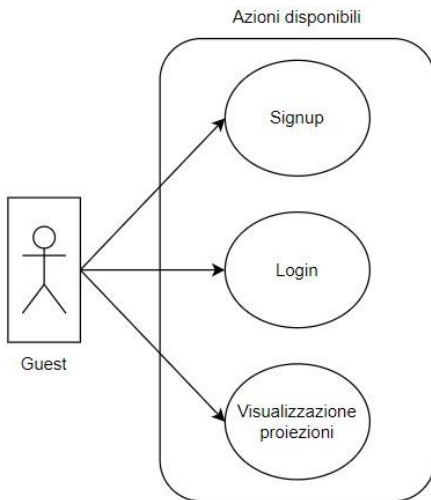 Azioni disponibili
Signup
Login
Guest
Visualizzazione
proiezioni